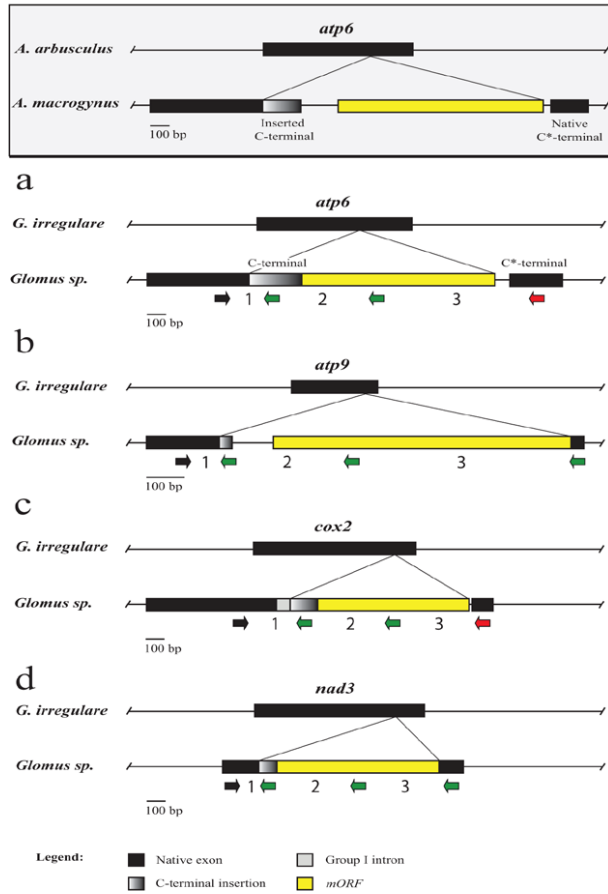 atp6
A. arbusculus
A. macrogynus
100 bp
Inserted
C-terminal
Native
C*-terminal
a
atp6
G. irregulare
C-terminal
C*-terminal
Glomus sp.
1 2 3
100 bp
b
atp9
G. irregulare
Glomus sp.
1 2 3
100 bp
c
cox2
G. irregulare
Glomus sp.
1 2 3
100 bp
d
nad3
G. irregulare
Glomus sp.
1 2 3
100 bp
Legend:
Native exon
Group I intron
C-terminal insertion
mORF